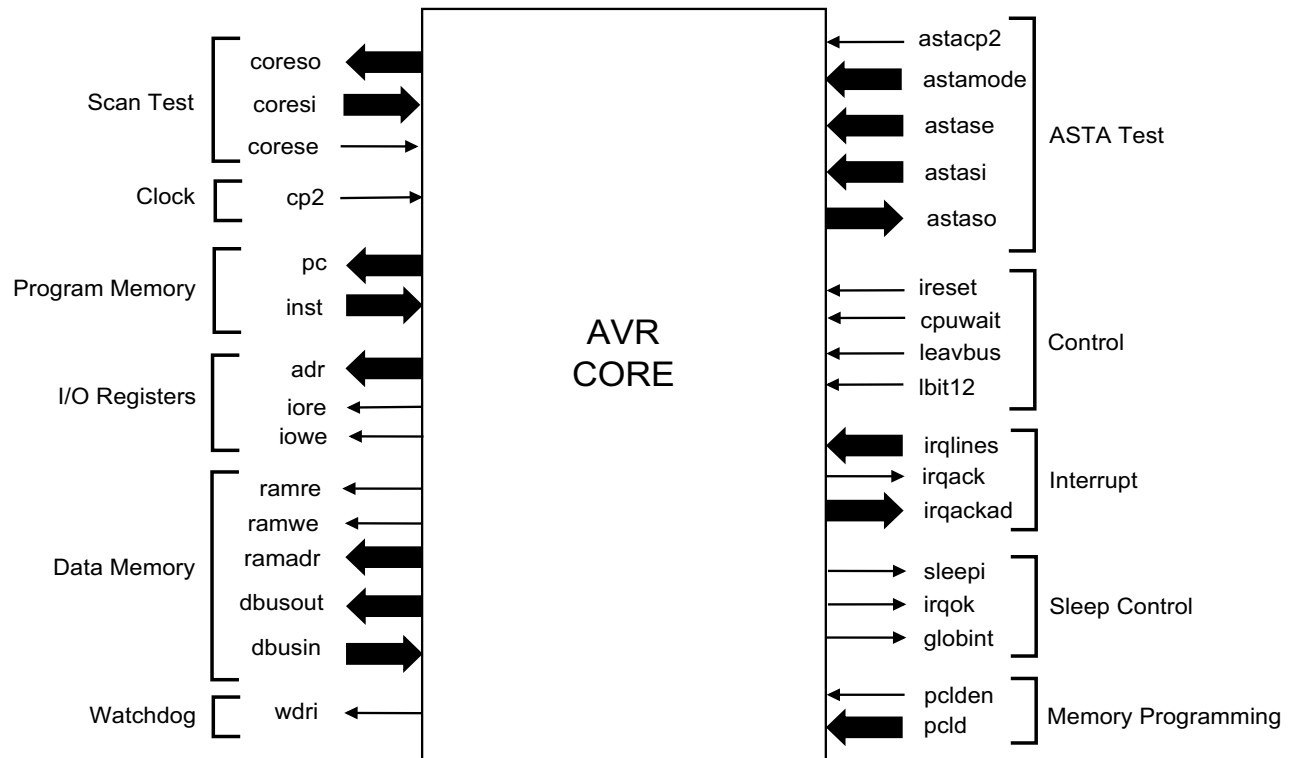 Scan Test
coreso
coresi
corese
Clock
cp2
Program Memory
pc
inst
I/O Registers
adr
iore
iowe
Data Memory
ramre
ramwe
ramadr
dbusout
dbusin
Watchdog
wdri
AVR
CORE
astacp2
astamode
astase
astasi
astaso
ASTA Test
ireset
cpuwait
leavbus
lbit12
Control
irqlines
irqack
irqackad
Interrupt
sleepi
irqok
globint
Sleep Control
pclden
pcld
Memory Programming